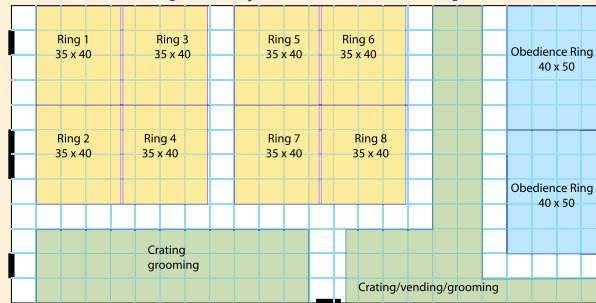 Ring 1
35 x 40
Ring 3
35 x 40
Ring 5
35 x 40
Ring 6
35 x 40
Obedience Ring
40 x 50
Ring 2
35 x 40
Ring 4
35 x 40
Ring 7
35 x 40
Ring 8
35 x 40
Obedience Ring
40 x 50
Crating
grooming
Crating/vending/grooming